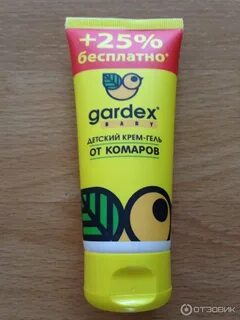 +25%
бесплатно*
gardex®
BABY
ДЕТСКИЙ КРЕМ-ГЕЛЬ
ОТ КОМАРОВ
ОТЗОВИК